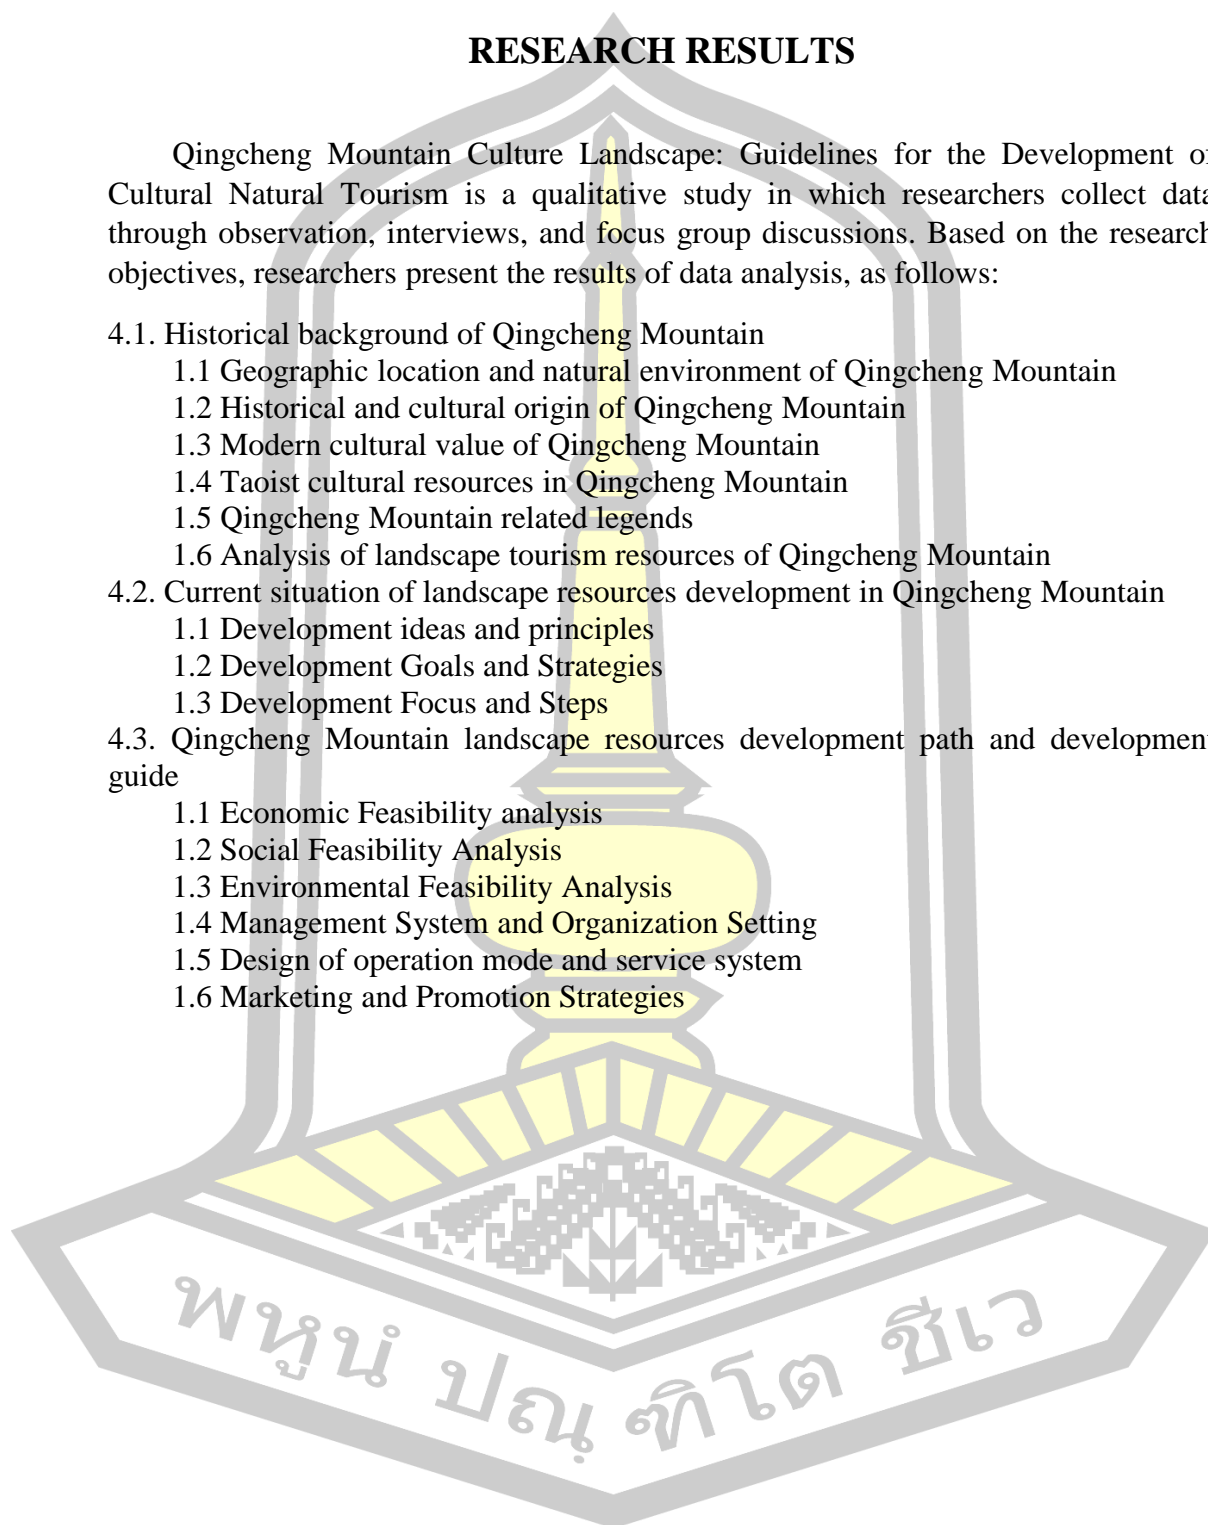 RESEARCH RESULTS
Qingcheng Mountain Culture Landscape: Guidelines for the Development of
Cultural Natural Tourism is a qualitative study in which researchers collect data
through observation, interviews, and focus group discussions. Based on the research
objectives, researchers present the results of data analysis, as follows:
4.1. Historical background of Qingcheng Mountain
1.1 Geographic location and natural environment of Qingcheng Mountain
1.2 Historical and cultural origin of Qingcheng Mountain
1.3 Modern cultural value of Qingcheng Mountain
1.4 Taoist cultural resources in Qingcheng Mountain
1.5 Qingcheng Mountain related legends
1.6 Analysis of landscape tourism resources of Qingcheng Mountain
4.2. Current situation of landscape resources development in Qingcheng Mountain
1.1 Development ideas and principles
1.2 Development Goals and Strategies
1.3 Development Focus and Steps
4.3. Qingcheng Mountain landscape resources development path and development
guide
1.1 Economic Feasibility analysis
1.2 Social Feasibility Analysis
1.3 Environmental Feasibility Analysis
1.4 Management System and Organization Setting
1.5 Design of operation mode and service system
1.6 Marketing and Promotion Strategies
พหูนํ ปณฺฑิโต ชีเว